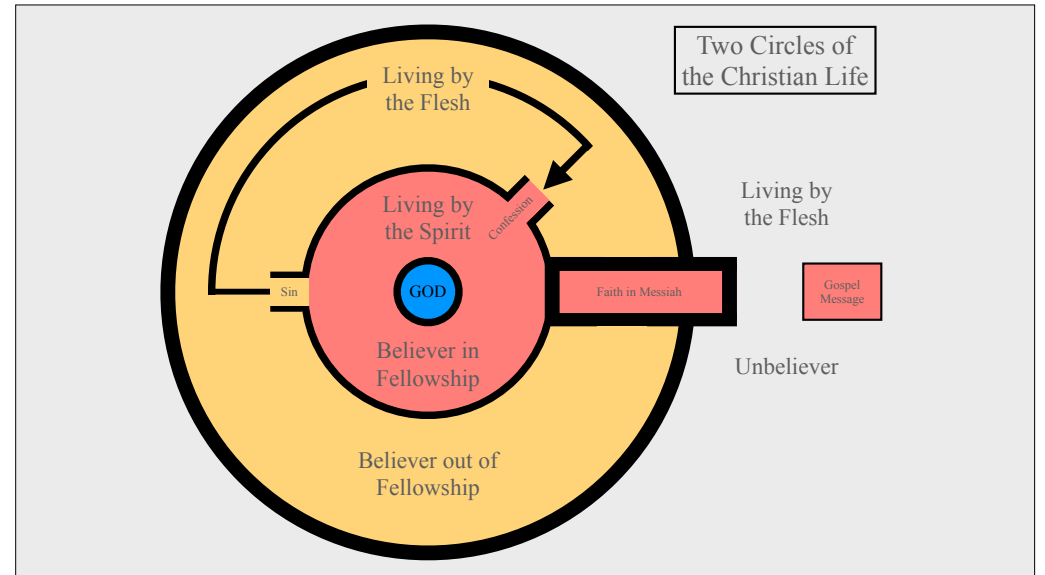 Two Circles of
the Christian Life
Living by
the Flesh
Living by
the Spirit
Confession
Living by
the Flesh
Sin
GOD
Faith in Messiah
Gospel
Message
Believer in
Fellowship
Unbeliever
Believer out of
Fellowship